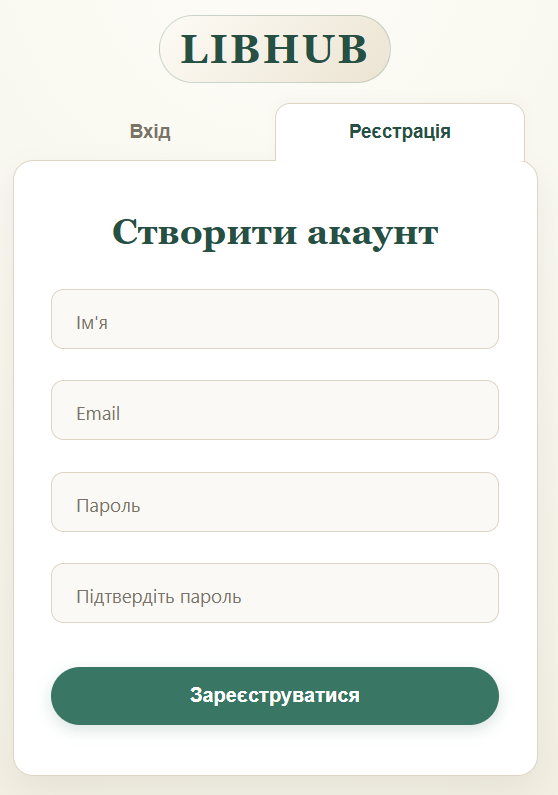 LIBHUB
Вхід
Реєстрація
Створити акаунт
Ім'я
Email
Пароль
Підтвердіть пароль
Зареєструватися